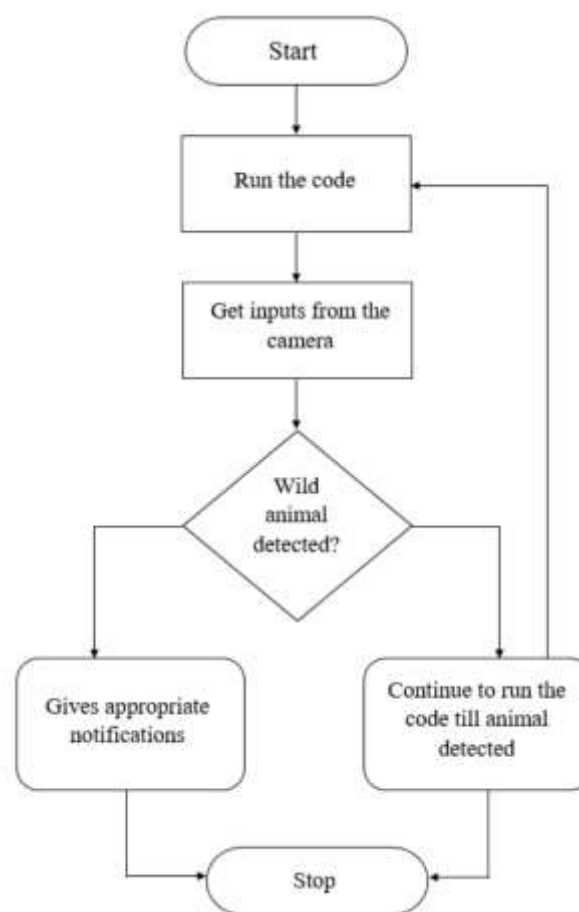 Start
Run the code
Get inputs from the
camera
Wild
animal
detected?
Gives appropriate
notifications
Continue to run the
code till animal
detected
Stop